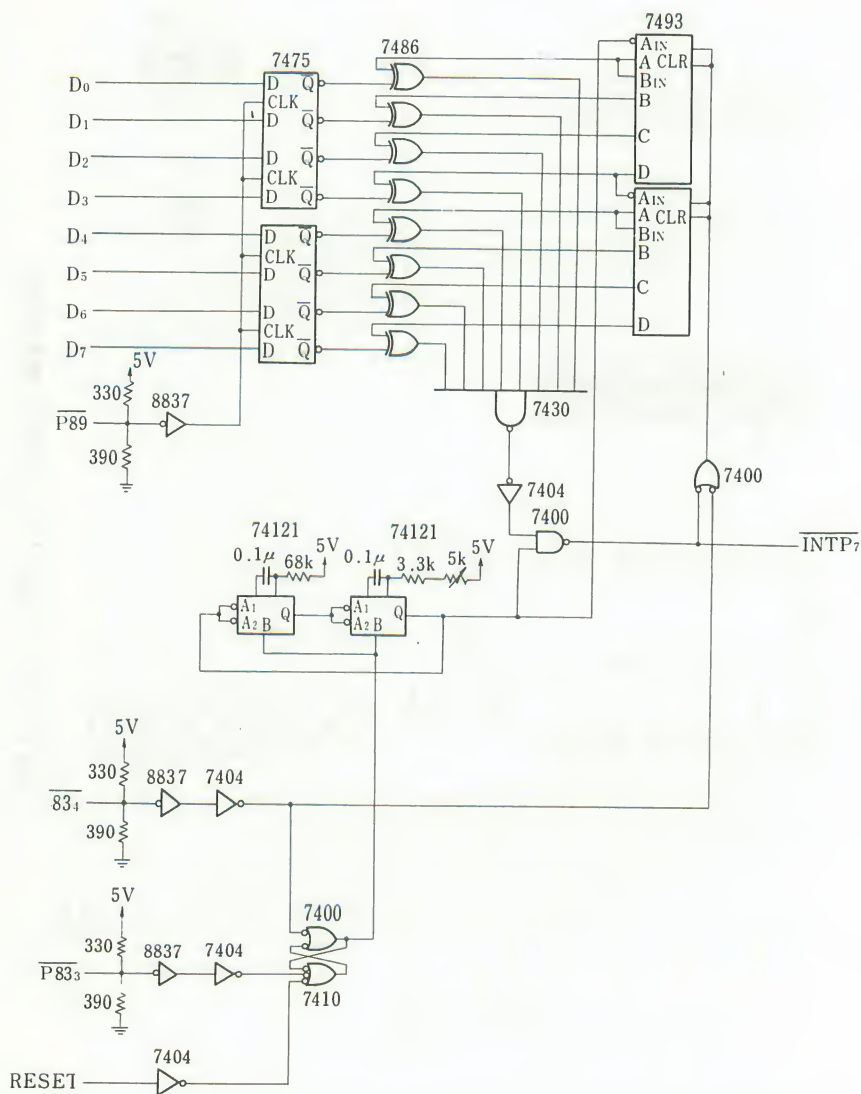 7493
7475
7486
AIN
A CLR
BIN
B
C
D
AIN
A CLR
BIN
B
C
D
D0
D Q
CLK
D1
D Q
D2
D Q
CLK
D3
D Q
D4
D Q
CLK
D5
D Q
D6
D Q
CLK
D7
D Q
5V
330
8837
P89
390
7430
7404
7400
7400
INTP7
74121
74121
0.1μ
68k
5V
0.1μ
3.3k
5k
5V
A1
A2 B
Q
A1
A2 B
Q
5V
330
8837
7404
834
390
5V
7400
330
8837
7404
P833
390
7410
7404
RESET